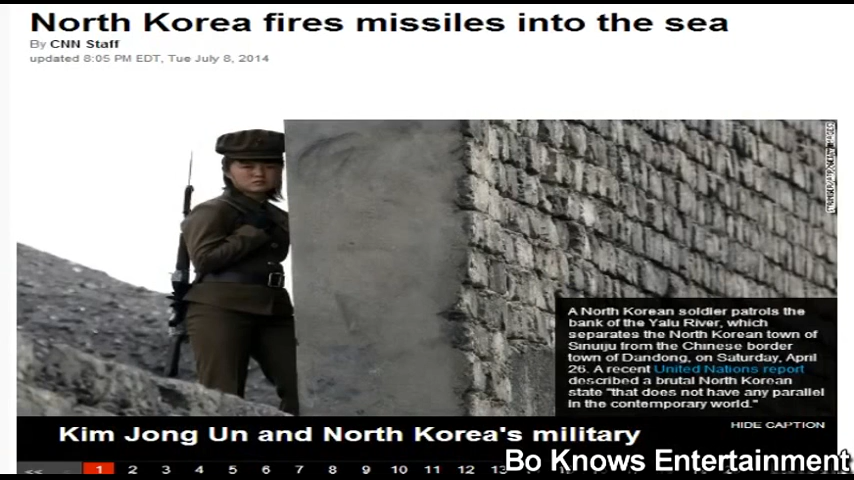 North Korea fires missiles into the sea
By CNN Staff
updated 8:05 PM EDT, Tue July 8, 2014
A North Korean soldier patrols the
bank of the Yalu River, which
separates the North Korean town of
Sinuiju from the Chinese border
town of Dandong, on Saturday, April
26. A recent United Nations report
described a brutal North Korean
state "that does not have any parallel
in the contemporary world."
HIDE CAPTION
Kim Jong Un and North Korea's military
<< 1 2 3 4 5 6 7 8 9 10 11 12 13
Bo Knows Entertainment